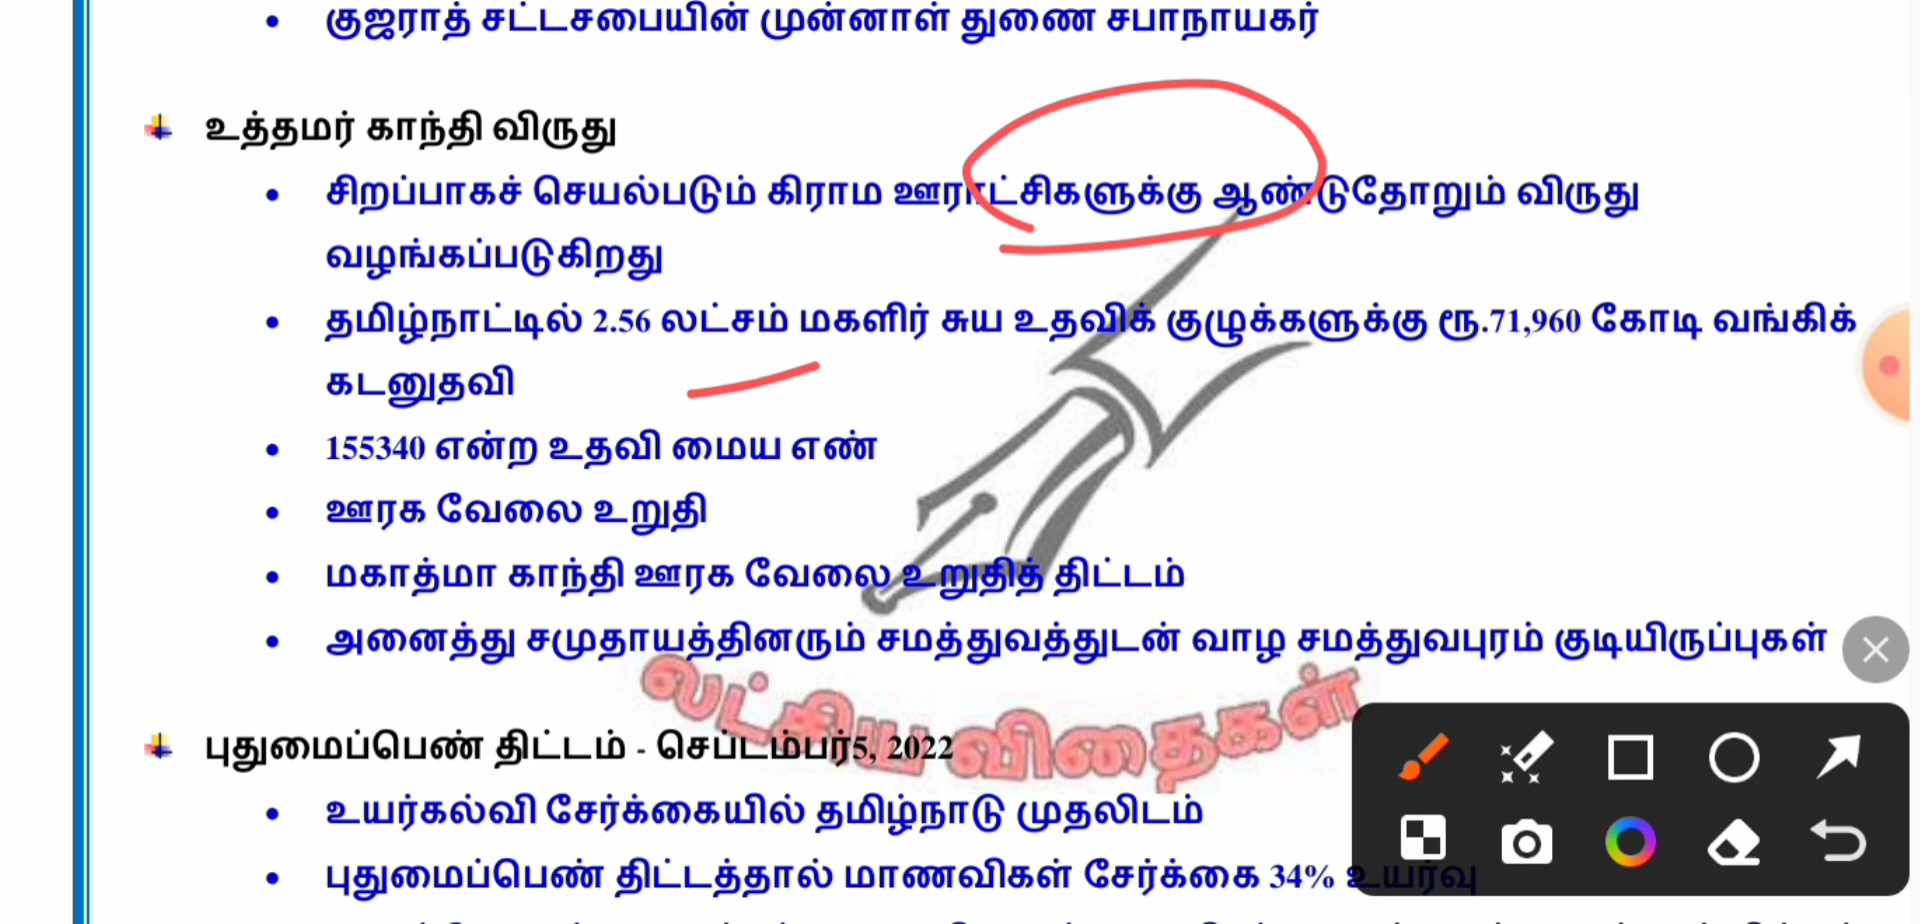 குஜராத் சட்டசபையின் முன்னாள் துணை சபாநாயகர்
உத்தமர் காந்தி விருது
சிறப்பாகச் செயல்படும் கிராம ஊராட்சிகளுக்கு ஆண்டுதோறும் விருது
வழங்கப்படுகிறது
தமிழ்நாட்டில் 2.56 லட்சம் மகளிர் சுய உதவிக் குழுக்களுக்கு ரூ.71,960 கோடி வங்கிக்
கடனுதவி
155340 என்ற உதவி மைய எண்
ஊரக வேலை உறுதி
மகாத்மா காந்தி ஊரக வேலை உறுதித் திட்டம்
அனைத்து சமுதாயத்தினரும் சமத்துவத்துடன் வாழ சமத்துவபுரம் குடியிருப்புகள்
லட்சிய விதைகள்
புதுமைப்பெண் திட்டம் - செப்டம்பர்5, 2022
உயர்கல்வி சேர்க்கையில் தமிழ்நாடு முதலிடம்
புதுமைப்பெண் திட்டத்தால் மாணவிகள் சேர்க்கை 34% உயர்வு